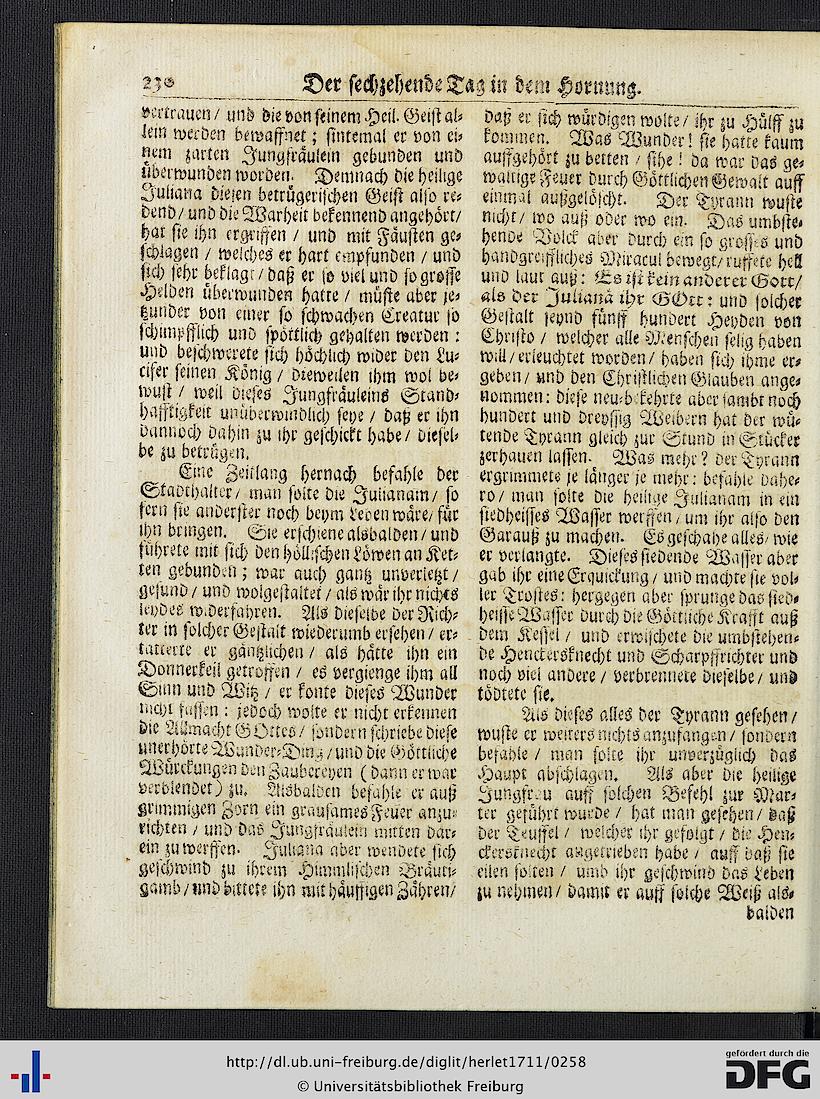 230 Der sechzehende Tag in dem Hornung.
vertrauen / und die von seinem Heil. Geist al-
lein werden bewaffnet ; sintemal er von ei-
nem zarten Jungfräulein gebunden und
überwunden worden. Demnach die heilige
Juliana diesen betrügerischen Geist also re-
dend / und die Warheit bekennend angehört /
hat sie ihn ergriffen / und mit Fäusten ge-
schlagen / welches er hart empfunden / und
sich sehr beklagt / daß er so viel und so grosse
Helden überwunden hatte / müste aber je-
tzunder von einer so schwachen Creatur so
schimpfflich und spöttlich gehalten werden :
und beschwerete sich höchlich wider den Lu-
cifer seinen König / dieweilen ihm wol be-
wust / weil dieses Jungfräuleins Stand-
hafftigkeit unüberwindlich seye / daß er ihn
dannoch dahin zu ihr geschickt habe / diesel-
be zu betrügen.
Eine Zeitlang hernach befahle der
Stadthalter / man solte die Julianam / so
fern sie anderster noch beym Leben wäre / für
ihn bringen. Sie erschiene alsbalden / und
führete mit sich den höllischen Löwen an Ket-
ten gebunden ; war auch gantz unverletzt /
gesund / und wolgestaltet / als wär ihr nichts
leydes widerfahren. Als dieselbe der Rich-
ter in solcher Gestalt wiederumb ersehen / er-
tatterte er gäntzlichen / als hätte ihn ein
Donnerkeil getroffen / es vergienge ihm all
Sinn und Witz / er konte dieses Wunder
nicht fassen : jedoch wolte er nicht erkennen
die Allmacht GOttes / sondern schriebe diese
unerhörte Wunder-Ding / und die Göttliche
Würckungen den Zaubereyen ( dann er war
verblendet ) zu. Alsbalden befahle er auß
grimmigen Zorn ein grausames Feuer anzu-
richten / und das Jungfräulein mitten dar-
ein zu werffen. Juliana aber wendete sich
geschwind zu ihrem Himmlischen Bräuti-
gamb / und bittete ihn mit häuffigen Zähren /
daß er sich würdigen wolte / ihr zu Hülff zu
kommen. Was Wunder ! sie hatte kaum
auffgehört zu betten / sihe ! da war das ge-
waltige Feuer durch Göttlichen Gewalt auff
einmal außgelöscht. Der Tyrann wuste
nicht / wo auß oder wo ein. Das umbste-
hende Volck aber durch ein so grosses und
handgreiffliches Miracul bewegt / ruffete hell
und laut auß : Es ist kein anderer Gott /
als der Juliana ihr GOtt : und solcher
Gestalt seynd fünff hundert Heyden von
Christo / welcher alle Menschen selig haben
will / erleuchtet worden / haben sich ihme er-
geben / und den Christlichen Glauben ange-
nommen : diese neu-bekehrte aber sambt noch
hundert und dreyssig Weibern hat der wü-
tende Tyrann gleich zur Stund in Stücker
zerhauen lassen. Was mehr ? der Tyrann
ergrimmete je länger je mehr : befahle dahe-
ro / man solte die heilige Julianam in ein
siedheisses Wasser werffen / um ihr also den
Garauß zu machen. Es geschahe alles / wie
er verlangte. Dieses siedende Wasser aber
gab ihr eine Erquickung / und machte sie vol-
ler Trostes : hergegen aber sprunge das sied-
heisse Wasser durch die Göttliche Krafft auß
dem Kessel / und erwischete die umbstehen-
de Henckersknecht und Scharpffrichter und
noch viel andere / verbrennete dieselbe / und
tödtete sie.
Als dieses alles der Tyrann gesehen /
wuste er weiters nichts anzufangen / sondern
befahle / man solte ihr unverzüglich das
Haupt abschlagen. Als aber die heilige
Jungfrau auff solchen Befehl zur Mar-
ter geführt wurde / hat man gesehen / daß
der Teuffel / welcher ihr gefolgt / die Hen-
ckersknecht angetrieben habe / auff daß sie
eilen solten / umb ihr geschwind das Leben
zu nehmen / damit er auff solche Weiß als-
balden
http://dl.ub.uni-freiburg.de/diglit/herlet1711/0258
© Universitätsbibliothek Freiburg
gefördert durch die
DFG